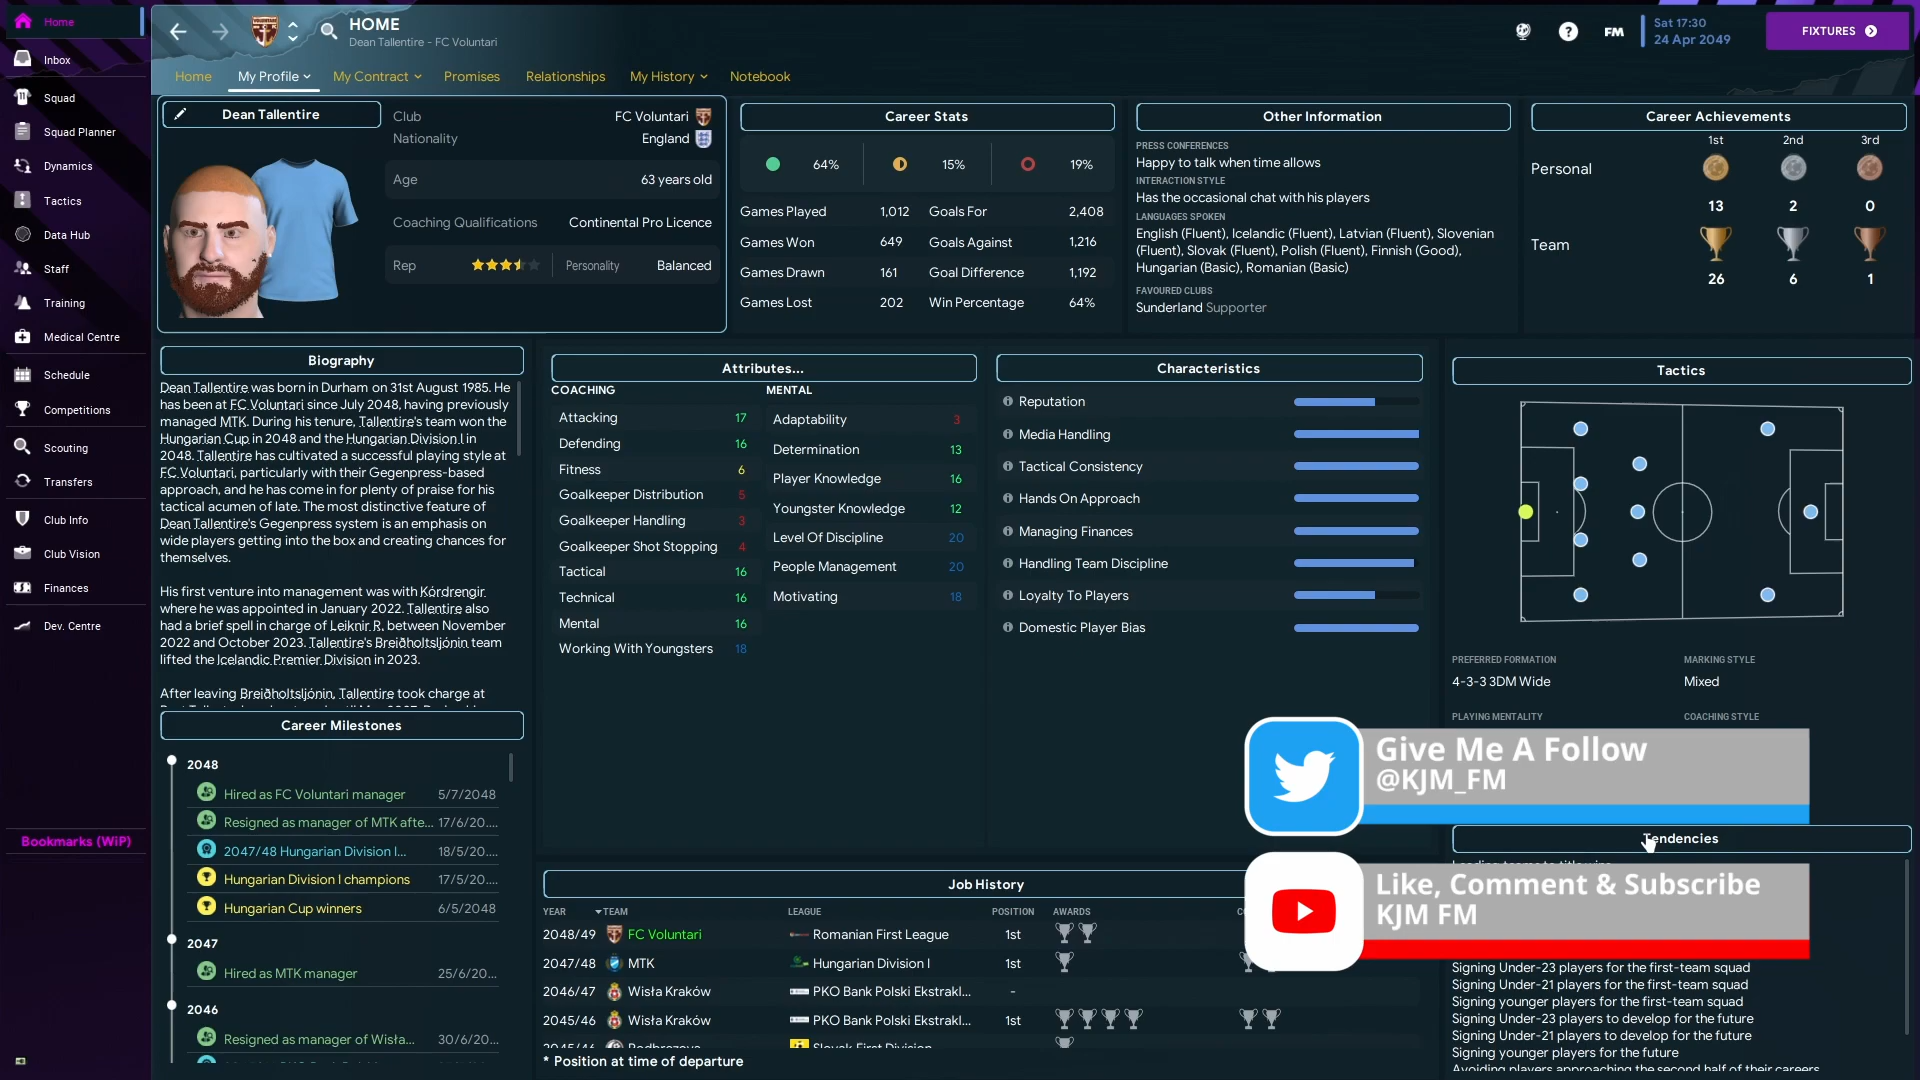 Home
Inbox
Squad
Squad Planner
Dynamics
Tactics
Data Hub
Staff
Training
Medical Centre
Schedule
Competitions
Scouting
Transfers
Club Info
Club Vision
Finances
Dev. Centre
Bookmarks (WiP)
HOME
Dean Tallentire - FC Voluntari
FM
Sat 17:30
24 Apr 2049
FIXTURES
Home My Profile My Contract Promises Relationships My History Notebook
Dean Tallentire
Club FC Voluntari
Nationality England
Age 63 years old
Coaching Qualifications Continental Pro Licence
Rep Personality Balanced
Career Stats
64% 15% 19%
Games Played 1,012 Goals For 2,408
Games Won 649 Goals Against 1,216
Games Drawn 161 Goal Difference 1,192
Games Lost 202 Win Percentage 64%
Other Information
PRESS CONFERENCES
Happy to talk when time allows
INTERACTION STYLE
Has the occasional chat with his players
LANGUAGES SPOKEN
English (Fluent), Icelandic (Fluent), Latvian (Fluent), Slovenian
(Fluent), Slovak (Fluent), Polish (Fluent), Finnish (Good),
Hungarian (Basic), Romanian (Basic)
FAVOURED CLUBS
Sunderland Supporter
Career Achievements
1st 2nd 3rd
Personal
13 2 0
Team
26 6 1
Biography
Dean Tallentire was born in Durham on 31st August 1985. He
has been at FC Voluntari since July 2048, having previously
managed MTK. During his tenure, Tallentire's team won the
Hungarian Cup in 2048 and the Hungarian Division I in
2048. Tallentire has cultivated a successful playing style at
FC Voluntari, particularly with their Gegenpress-based
approach, and he has come in for plenty of praise for his
tactical acumen of late. The most distinctive feature of
Dean Tallentire's Gegenpress system is an emphasis on
wide players getting into the box and creating chances for
themselves.
His first venture into management was with Kórdrengir
where he was appointed in January 2022. Tallentire also
had a brief spell in charge of Leiknir R. between November
2022 and October 2023. Tallentire's Breiðholtsljónin team
lifted the Icelandic Premier Division in 2023.
After leaving Breiðholtsljónin, Tallentire took charge at
Career Milestones
2048
Hired as FC Voluntari manager 5/7/2048
Resigned as manager of MTK afte... 17/6/20....
2047/48 Hungarian Division I... 18/5/20....
Hungarian Division I champions 17/5/20....
Hungarian Cup winners 6/5/2048
2047
Hired as MTK manager 25/6/20...
2046
Resigned as manager of Wisła... 30/6/20...
Attributes...
COACHING
Attacking 17
Defending 16
Fitness 6
Goalkeeper Distribution 5
Goalkeeper Handling 3
Goalkeeper Shot Stopping 4
Tactical 16
Technical 16
Mental 16
Working With Youngsters 18
MENTAL
Adaptability 3
Determination 13
Player Knowledge 16
Youngster Knowledge 12
Level Of Discipline 20
People Management 20
Motivating 18
Characteristics
Reputation
Media Handling
Tactical Consistency
Hands On Approach
Managing Finances
Handling Team Discipline
Loyalty To Players
Domestic Player Bias
Tactics
PREFERRED FORMATION MARKING STYLE
4-3-3 3DM Wide Mixed
PLAYING MENTALITY COACHING STYLE
Give Me A Follow
@KJM_FM
Like, Comment & Subscribe
KJM FM
Job History
YEAR TEAM LEAGUE POSITION AWARDS
2048/49 FC Voluntari Romanian First League 1st
2047/48 MTK Hungarian Division I 1st
2046/47 Wisła Kraków PKO Bank Polski Ekstrakl... -
2045/46 Wisła Kraków PKO Bank Polski Ekstrakl... 1st
* Position at time of departure
Tendencies
Signing Under-23 players for the first-team squad
Signing Under-21 players for the first-team squad
Signing younger players for the first-team squad
Signing Under-23 players to develop for the future
Signing Under-21 players to develop for the future
Signing younger players for the future
Avoiding players approaching the second half of their careers